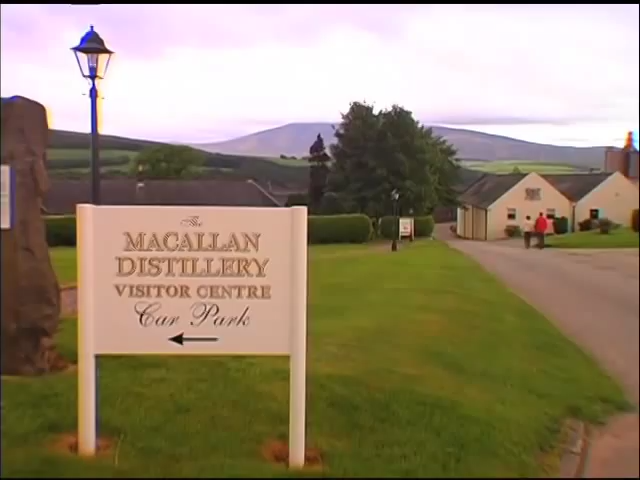 The
MACALLAN
DISTILLERY
VISITOR CENTRE
Car Park